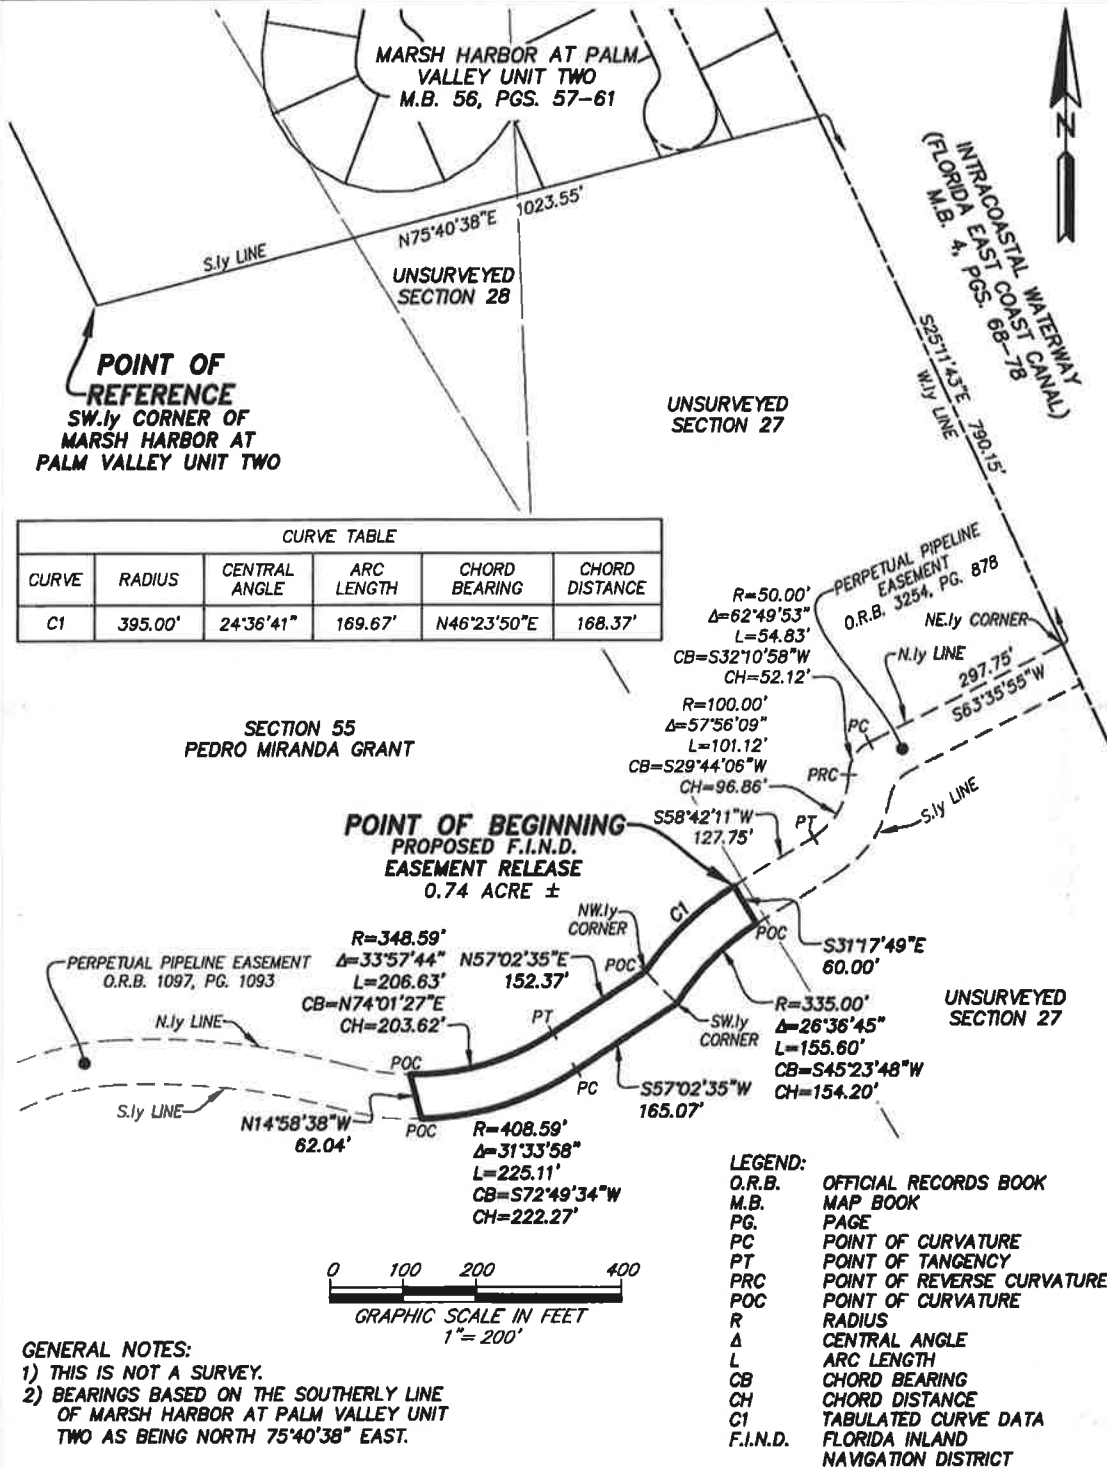 MARSH HARBOR AT PALM
VALLEY UNIT TWO
M.B. 56, PGS. 57-61
N
INTRACOASTAL WATERWAY
(FLORIDA EAST COAST CANAL)
M.B. 4, PGS. 68-78
1023.55'
N75°40'38"E
S.ly LINE
UNSURVEYED
SECTION 28
POINT OF
REFERENCE
SW.ly CORNER OF
MARSH HARBOR AT
PALM VALLEY UNIT TWO
UNSURVEYED
SECTION 27
S25°11'43"E 790.15'
W.ly LINE
CURVE TABLE
CURVE RADIUS CENTRAL ANGLE ARC LENGTH CHORD BEARING CHORD DISTANCE
C1 395.00' 24°36'41" 169.67' N46°23'50"E 168.37'
PERPETUAL PIPELINE
EASEMENT
O.R.B. 3254, PG. 878
R=50.00'
Δ=62°49'53"
L=54.83'
CB=S32°10'58"W
CH=52.12'
NE.ly CORNER
N.ly LINE
297.75'
S63°35'55"W
R=100.00'
Δ=57°56'09"
L=101.12'
CB=S29°44'06"W
CH=96.86'
PC
PRC
SECTION 55
PEDRO MIRANDA GRANT
S58°42'11"W
127.75'
PT
S.ly LINE
POINT OF BEGINNING
PROPOSED F.I.N.D.
EASEMENT RELEASE
0.74 ACRE ±
NW.ly
CORNER
C1
POC
S31°17'49"E
60.00'
R=348.59'
Δ=33°57'44"
L=206.63'
CB=N74°01'27"E
CH=203.62'
N57°02'35"E
152.37'
POC
PERPETUAL PIPELINE EASEMENT
O.R.B. 1097, PG. 1093
UNSURVEYED
SECTION 27
R=335.00'
Δ=26°36'45"
L=155.60'
CB=S45°23'48"W
CH=154.20'
N.ly LINE
PT
SW.ly
CORNER
POC
PC
S57°02'35"W
165.07'
S.ly LINE
N14°58'38"W
62.04'
POC
R=408.59'
Δ=31°33'58"
L=225.11'
CB=S72°49'34"W
CH=222.27'
LEGEND:
O.R.B. OFFICIAL RECORDS BOOK
M.B. MAP BOOK
PG. PAGE
PC POINT OF CURVATURE
PT POINT OF TANGENCY
PRC POINT OF REVERSE CURVATURE
POC POINT OF CURVATURE
R RADIUS
Δ CENTRAL ANGLE
L ARC LENGTH
CB CHORD BEARING
CH CHORD DISTANCE
C1 TABULATED CURVE DATA
F.I.N.D. FLORIDA INLAND
NAVIGATION DISTRICT
0 100 200 400
GRAPHIC SCALE IN FEET
1"= 200'
GENERAL NOTES:
1) THIS IS NOT A SURVEY.
2) BEARINGS BASED ON THE SOUTHERLY LINE
OF MARSH HARBOR AT PALM VALLEY UNIT
TWO AS BEING NORTH 75°40'38" EAST.